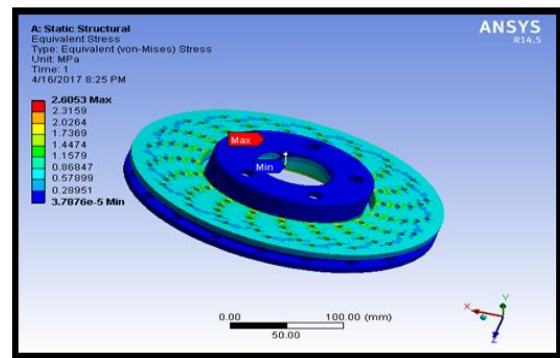 A: Static Structural
Equivalent Stress
Type: Equivalent (von-Mises) Stress
Unit: MPa
Time: 1
4/16/2017 8:25 PM
ANSYS
R14.5
2.6053 Max
2.3159
2.0264
1.7369
1.4474
1.1579
0.86847
0.57899
0.28951
3.7876e-5 Min
Max
Min
0.00
100.00 (mm)
50.00
X
Y
Z